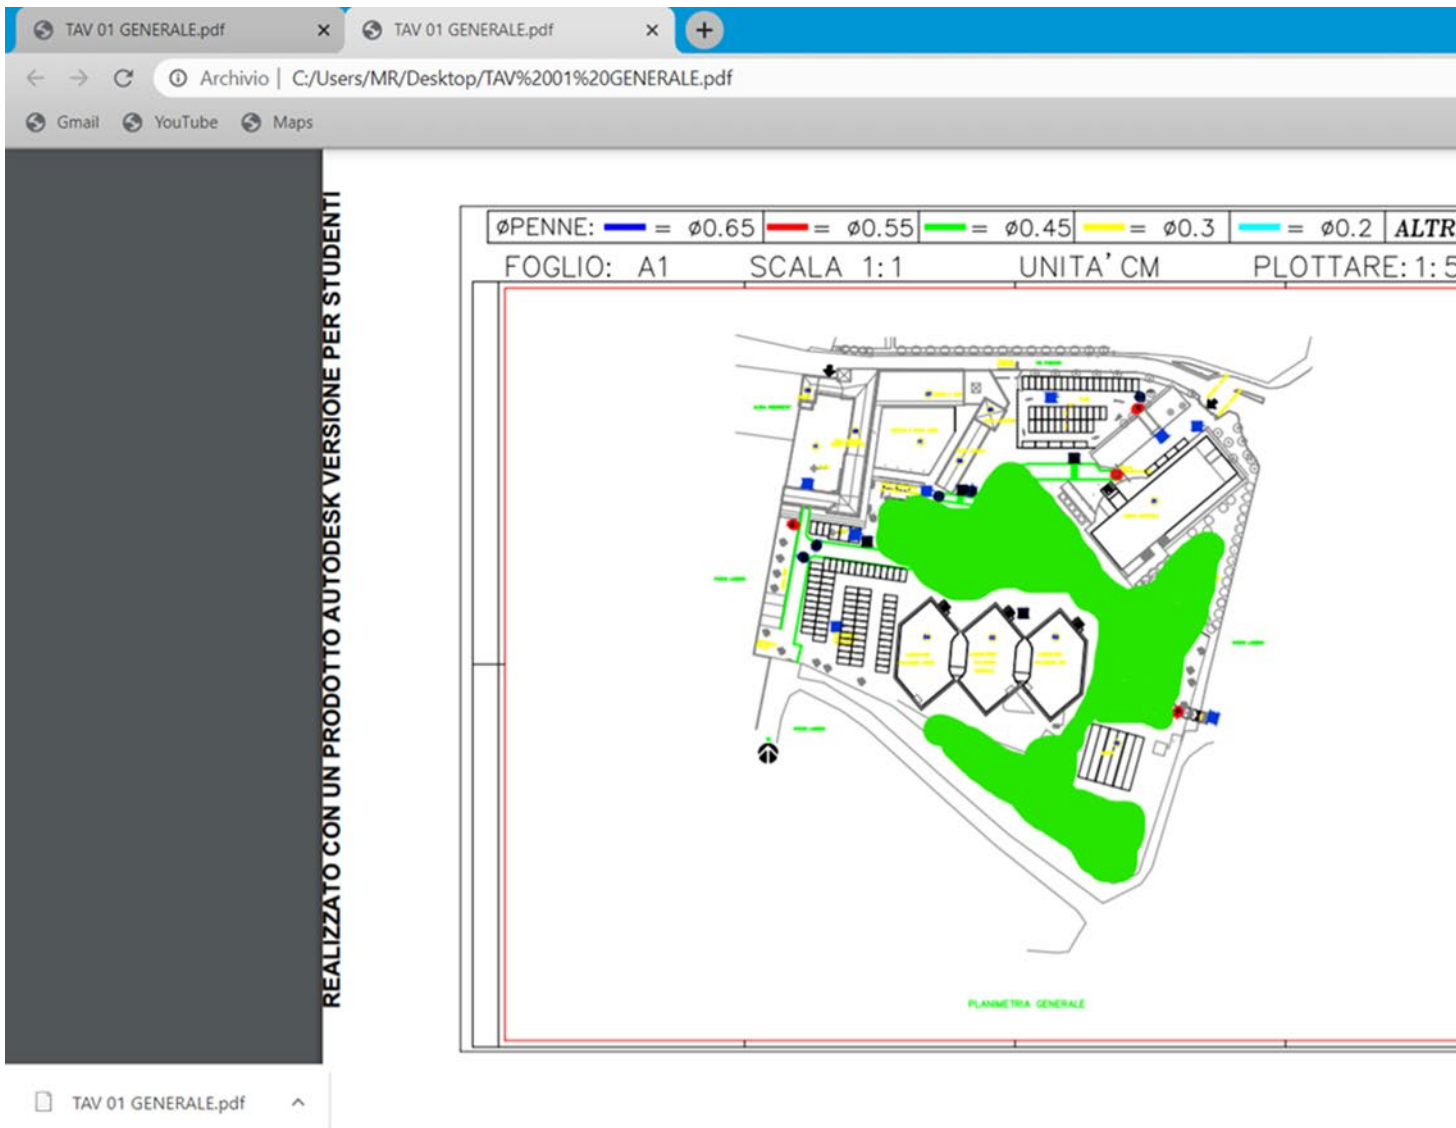 TAV 01 GENERALE.pdf
TAV 01 GENERALE.pdf
Archivio | C:/Users/MR/Desktop/TAV%2001%20GENERALE.pdf
Gmail YouTube Maps
REALIZZATO CON UN PRODOTTO AUTODESK VERSIONE PER STUDENTI
øPENNE: = ø0.65 = ø0.55 = ø0.45 = ø0.3 = ø0.2 ALTR
FOGLIO: A1 SCALA 1:1 UNITA' CM PLOTTARE: 1:5
PLANIMETRIA GENERALE
TAV 01 GENERALE.pdf